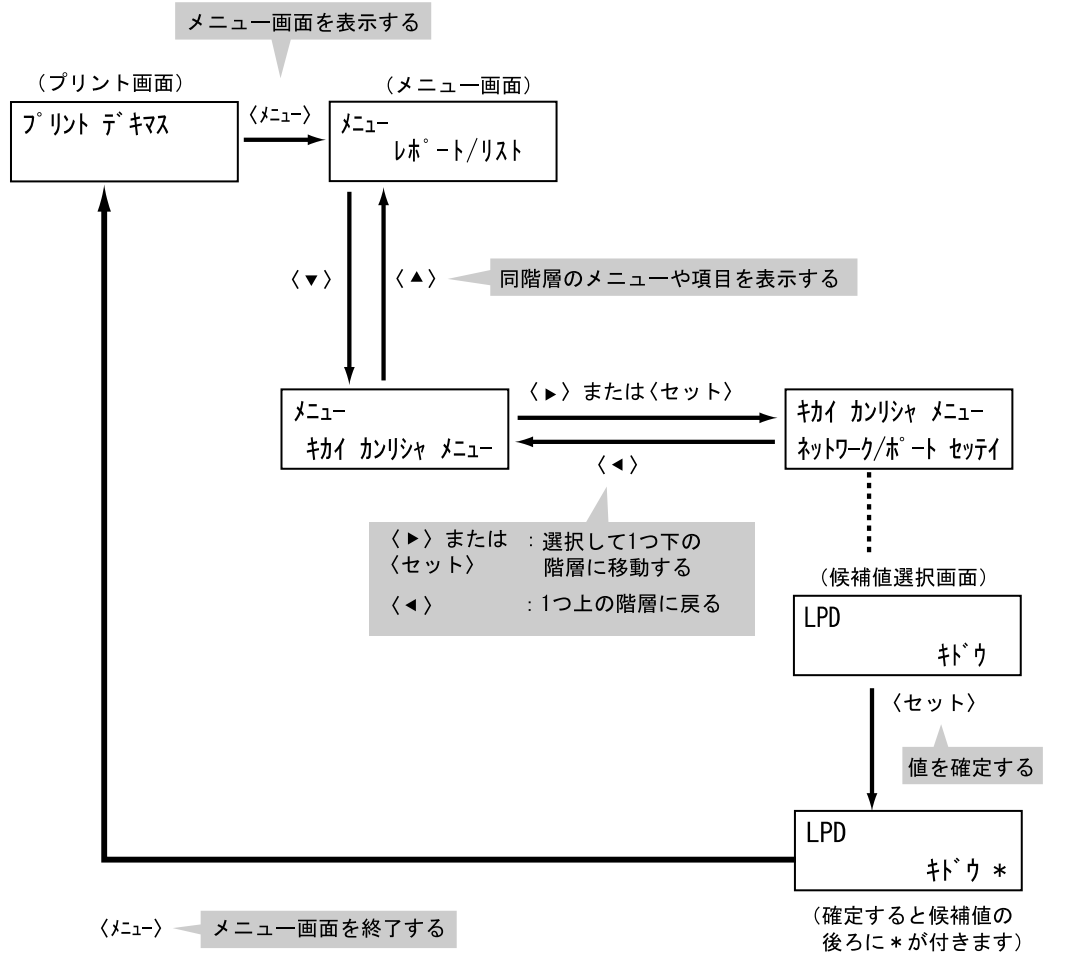 メニュー画面を表示する
（プリント画面）
ﾌﾟﾘﾝﾄ ﾃﾞｷﾏｽ
〈ﾒﾆｭｰ〉
（メニュー画面）
ﾒﾆｭｰ
ﾚﾎﾟｰﾄ/ﾘｽﾄ
〈▼〉
〈▲〉
同階層のメニューや項目を表示する
ﾒﾆｭｰ
ｷｶｲ ｶﾝﾘｼｬ ﾒﾆｭｰ
〈▶〉または〈セット〉
〈◀〉
ｷｶｲ ｶﾝﾘｼｬ ﾒﾆｭｰ
ﾈｯﾄﾜｰｸ/ﾎﾟｰﾄ ｾｯﾃｲ
〈▶〉または
〈セット〉
：選択して1つ下の
階層に移動する
〈◀〉
：1つ上の階層に戻る
（候補値選択画面）
LPD
ｷﾄﾞｳ
〈セット〉
値を確定する
LPD
ｷﾄﾞｳ *
（確定すると候補値の
後ろに＊が付きます）
〈ﾒﾆｭｰ〉
メニュー画面を終了する